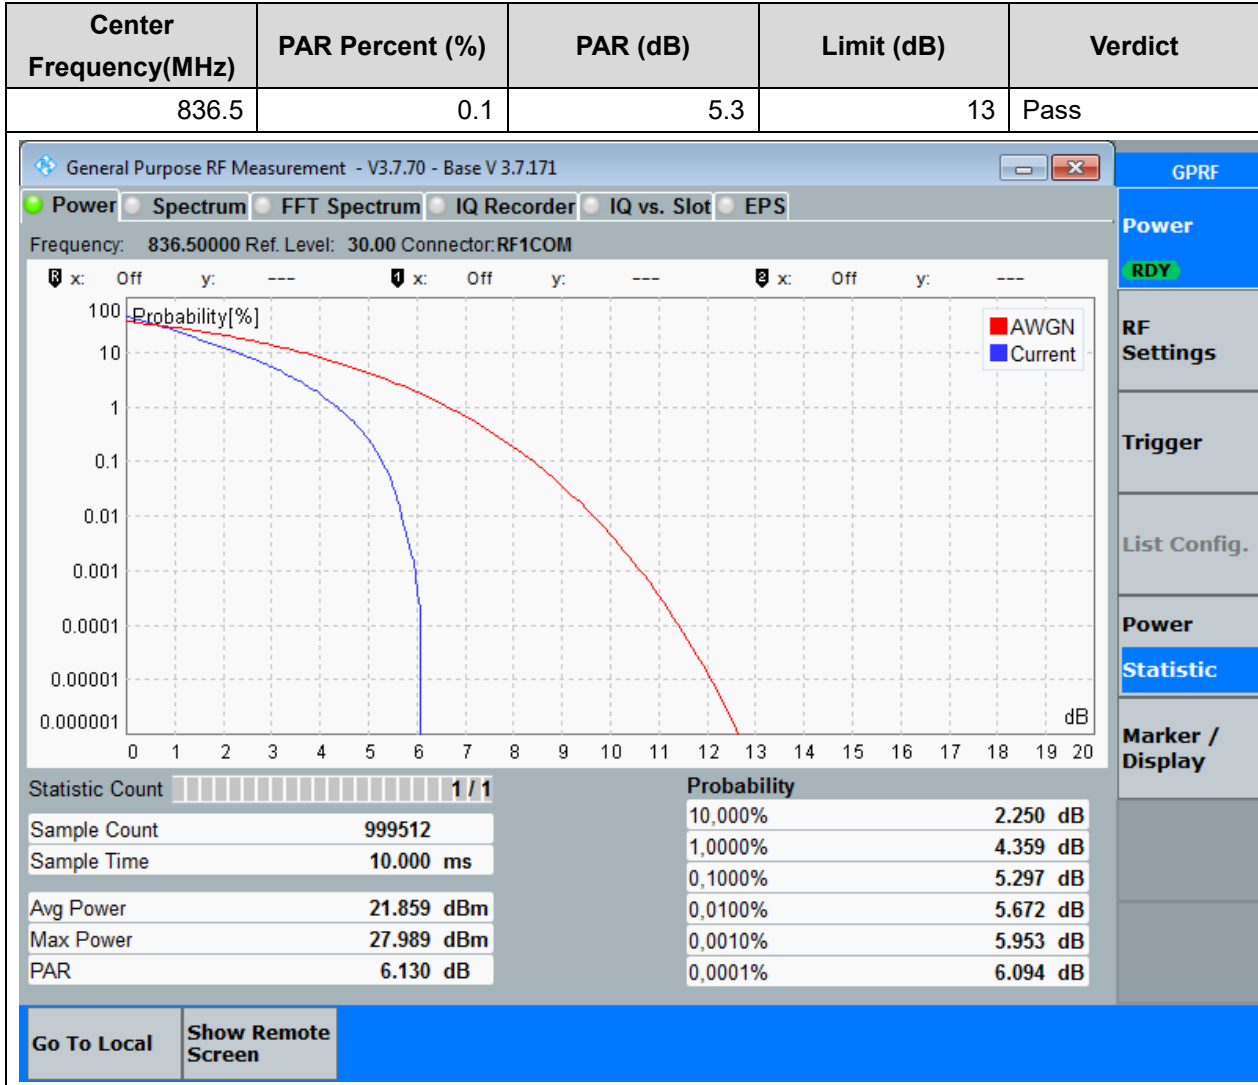 Center Frequency(MHz) PAR Percent (%) PAR (dB) Limit (dB) Verdict
836.5 0.1 5.3 13 Pass
General Purpose RF Measurement - V3.7.70 - Base V 3.7.171
GPRF
Power Spectrum FFT Spectrum IQ Recorder IQ vs. Slot EPS
Frequency: 836.50000 Ref. Level: 30.00 Connector: RF1COM
R x: Off y: --- 1 x: Off y: --- 2 x: Off y: ---
Probability[%]
AWGN
Current
100
10
1
0.1
0.01
0.001
0.0001
0.00001
0.000001
dB
0 1 2 3 4 5 6 7 8 9 10 11 12 13 14 15 16 17 18 19 20
Statistic Count 1 / 1
Sample Count 999512
Sample Time 10.000 ms
Avg Power 21.859 dBm
Max Power 27.989 dBm
PAR 6.130 dB
Probability
10,000% 2.250 dB
1,0000% 4.359 dB
0,1000% 5.297 dB
0,0100% 5.672 dB
0,0010% 5.953 dB
0,0001% 6.094 dB
Power
RDY
RF
Settings
Trigger
List Config.
Power
Statistic
Marker /
Display
Go To Local
Show Remote
Screen